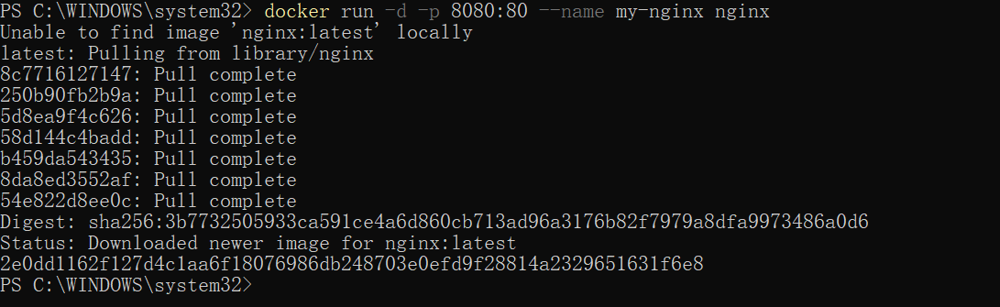 PS C:\WINDOWS\system32> docker run -d -p 8080:80 --name my-nginx nginx
Unable to find image 'nginx:latest' locally
latest: Pulling from library/nginx
8c7716127147: Pull complete
250b90fb2b9a: Pull complete
5d8ea9f4c626: Pull complete
58d144c4badd: Pull complete
b459da543435: Pull complete
8da8ed3552af: Pull complete
54e822d8ee0c: Pull complete
Digest: sha256:3b7732505933ca591ce4a6d860cb713ad96a3176b82f7979a8dfa9973486a0d6
Status: Downloaded newer image for nginx:latest
2e0dd1162f127d4c1aa6f18076986db248703e0efd9f28814a2329651631f6e8
PS C:\WINDOWS\system32>